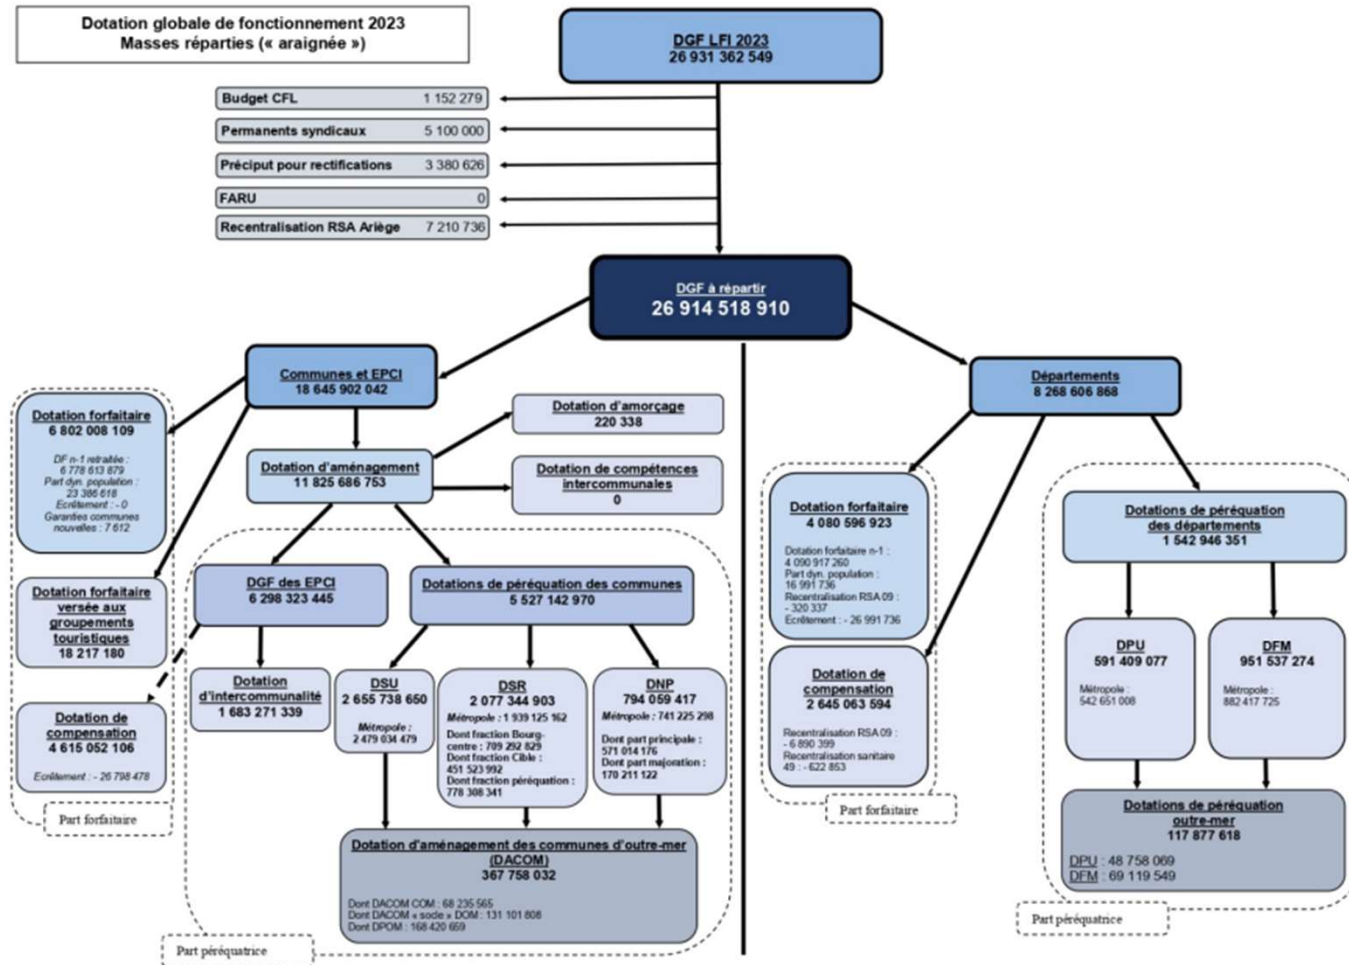 Dotation globale de fonctionnement 2023
Masses réparties (« araignée »)
DGF LFI 2023
26 931 362 549
Budget CFL 1 152 279
Permanents syndicaux 5 100 000
Préciput pour rectifications 3 380 626
FARU 0
Recentralisation RSA Ariège 7 210 736
DGF à répartir
26 914 518 910
Communes et EPCI
18 645 902 042
Départements
8 268 606 868
Dotation forfaitaire
6 802 008 109
DF n-1 retraitée :
6 778 613 879
Part dyn. population :
23 386 618
Ecrêtement : - 0
Garanties communes
nouvelles : 7 612
Dotation d'amorçage
220 338
Dotation d'aménagement
11 825 686 753
Dotation de compétences
intercommunales
0
Dotation forfaitaire
versée aux
groupements
touristiques
18 217 180
DGF des EPCI
6 298 323 445
Dotations de péréquation des communes
5 527 142 970
Dotation de
compensation
4 615 052 106
Ecrêtement : - 26 798 478
Part forfaitaire
Dotation
d'intercommunalité
1 683 271 339
DSU
2 655 738 650
Métropole :
2 479 034 479
DSR
2 077 344 903
Métropole : 1 939 125 162
Dont fraction Bourg-
centre : 709 292 829
Dont fraction Cible :
451 523 992
Dont fraction péréquation :
778 308 341
DNP
794 059 417
Métropole : 741 225 298
Dont part principale :
571 014 176
Dont part majoration :
170 211 122
Dotation d'aménagement des communes d'outre-mer
(DACOM)
367 758 032
Dont DACOM COM : 68 235 565
Dont DACOM « socle » DOM : 131 101 808
Dont DPOM : 168 420 659
Part péréquatrice
Dotation forfaitaire
4 080 596 923
Dotation forfaitaire n-1 :
4 090 917 260
Part dyn. population :
16 991 736
Recentralisation RSA 09 :
- 320 337
Ecrêtement : - 26 991 736
Dotation de
compensation
2 645 063 594
Recentralisation RSA 09 :
- 6 890 399
Recentralisation sanitaire
49 : - 622 853
Part forfaitaire
Dotations de péréquation
des départements
1 542 946 351
DPU
591 409 077
Métropole :
542 651 008
DFM
951 537 274
Métropole :
882 417 725
Dotations de péréquation
outre-mer
117 877 618
DPU : 48 758 069
DFM : 69 119 549
Part péréquatrice